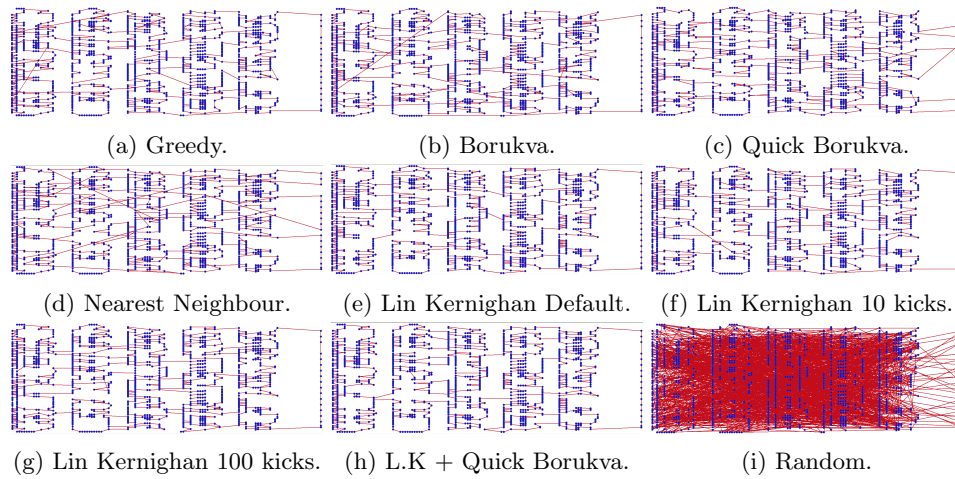 (a) Greedy.
(b) Borukva.
(c) Quick Borukva.
(d) Nearest Neighbour.
(e) Lin Kernighan Default.
(f) Lin Kernighan 10 kicks.
(g) Lin Kernighan 100 kicks.
(h) L.K + Quick Borukva.
(i) Random.